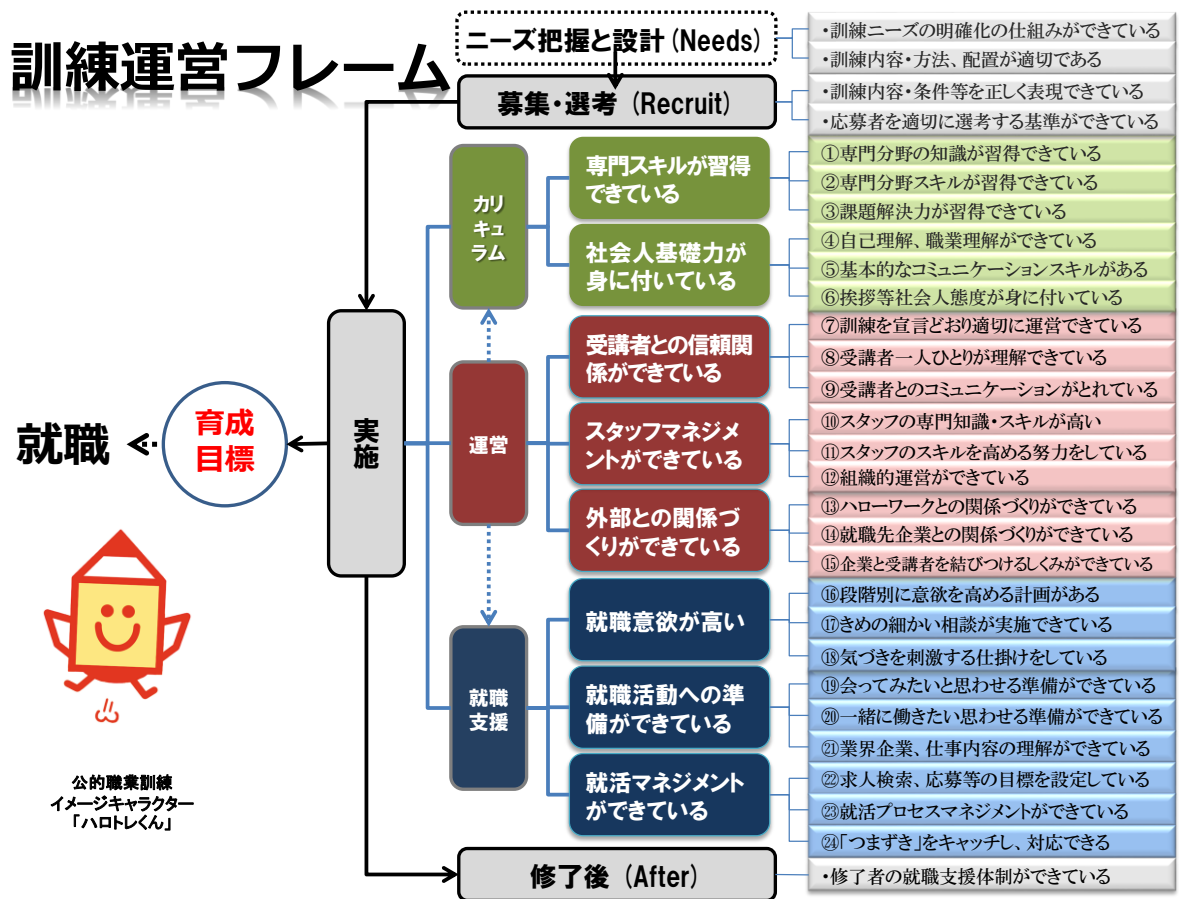 訓練運営フレーム
ニーズ把握と設計(Needs)
・訓練ニーズの明確化の仕組みができている
・訓練内容・方法、配置が適切である
募集・選考(Recruit)
・訓練内容・条件等を正しく表現できている
・応募者を適切に選考する基準ができている
カリ
キュ
ラム
専門スキルが習得
できている
①専門分野の知識が習得できている
②専門分野スキルが習得できている
③課題解決力が習得できている
社会人基礎力が
身に付いている
④自己理解、職業理解ができている
⑤基本的なコミュニケーションスキルがある
⑥挨拶等社会人態度が身に付いている
就職
育成
目標
実
施
運営
受講者との信頼関
係ができている
⑦訓練を宣言どおり適切に運営できている
⑧受講者一人ひとりが理解できている
⑨受講者とのコミュニケーションがとれている
スタッフマネジメ
ントができている
⑩スタッフの専門知識・スキルが高い
⑪スタッフのスキルを高める努力をしている
⑫組織的運営ができている
外部との関係づ
くりができている
⑬ハローワークとの関係づくりができている
⑭就職先企業との関係づくりができている
⑮企業と受講者を結びつけるしくみができている
就職
支援
就職意欲が高い
⑯段階別に意欲を高める計画がある
⑰きめの細かい相談が実施できている
⑱気づきを刺激する仕掛けをしている
就職活動への準
備ができている
⑲会ってみたいと思わせる準備ができている
⑳一緒に働きたい思わせる準備ができている
㉑業界企業、仕事内容の理解ができている
就活マネジメント
ができている
㉒求人検索、応募等の目標を設定している
㉓就活プロセスマネジメントができている
㉔「つまずき」をキャッチし、対応できる
修了後(After)
・修了者の就職支援体制ができている
公的職業訓練
イメージキャラクター
「ハロトレくん」